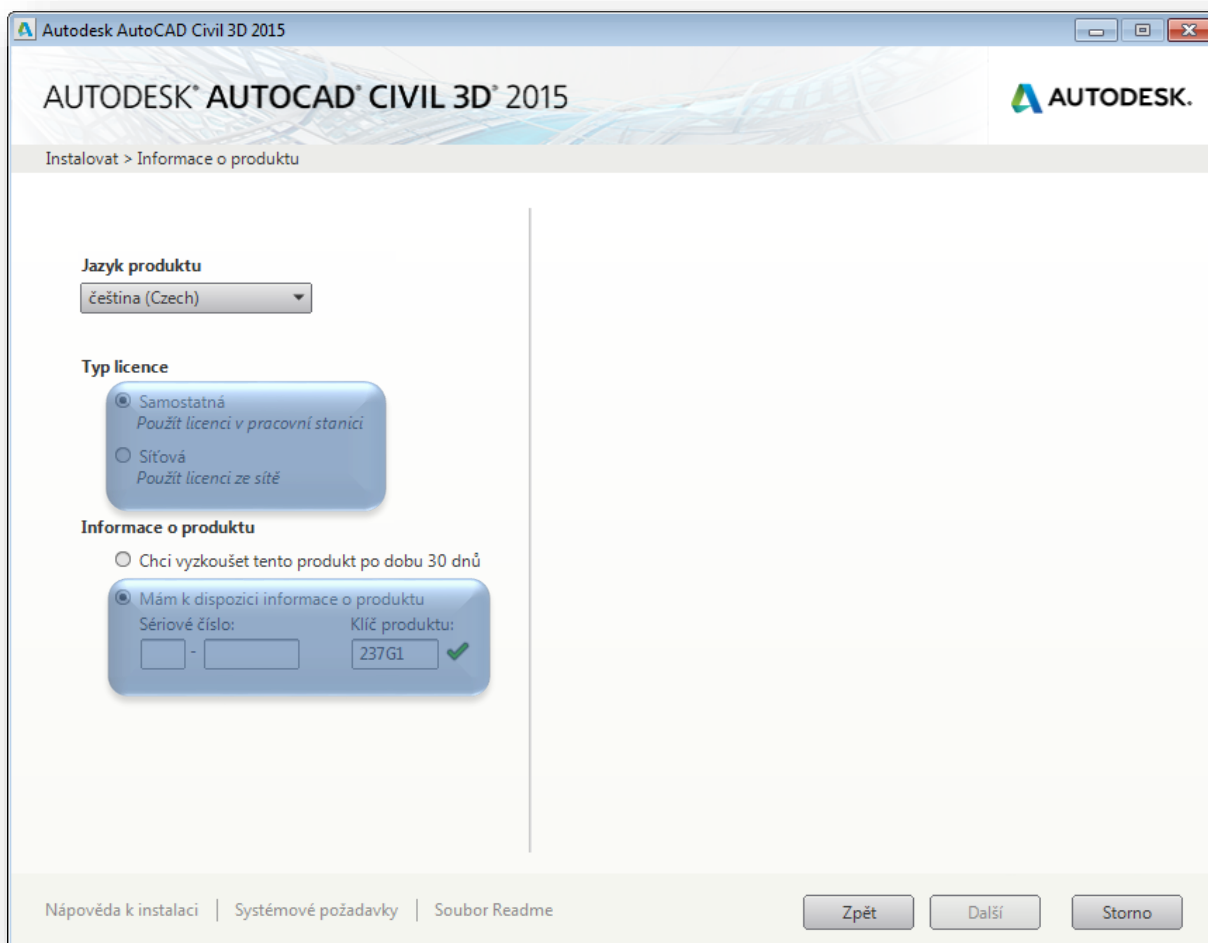 Autodesk AutoCAD Civil 3D 2015
AUTODESK® AUTOCAD® CIVIL 3D® 2015
AUTODESK.
Instalovat > Informace o produktu
Jazyk produktu
čeština (Czech)
Typ licence
Samostatná
Použít licenci v pracovní stanici
Síťová
Použít licenci ze sítě
Informace o produktu
Chci vyzkoušet tento produkt po dobu 30 dnů
Mám k dispozici informace o produktu
Sériové číslo: Klíč produktu:
- 237G1
Nápověda k instalaci | Systémové požadavky | Soubor Readme
Zpět Další Storno